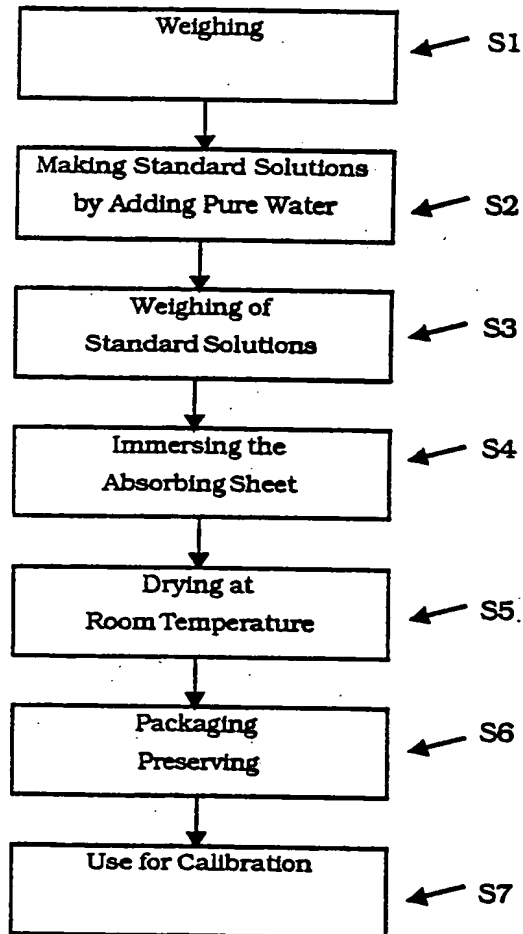 Weighing
S1
Making Standard Solutions
by Adding Pure Water
S2
Weighing of
Standard Solutions
S3
Immersing the
Absorbing Sheet
S4
Drying at
Room Temperature
S5
Packaging
Preserving
S6
Use for Calibration
S7